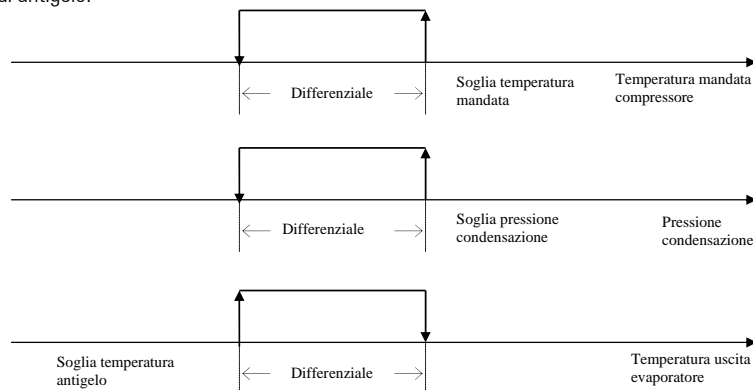 antigelo.
Differenziale
Soglia temperatura
mandata
Temperatura mandata
compressore
Differenziale
Soglia pressione
condensazione
Pressione
condensazione
Soglia temperatura
antigelo
Differenziale
Temperatura uscita
evaporatore